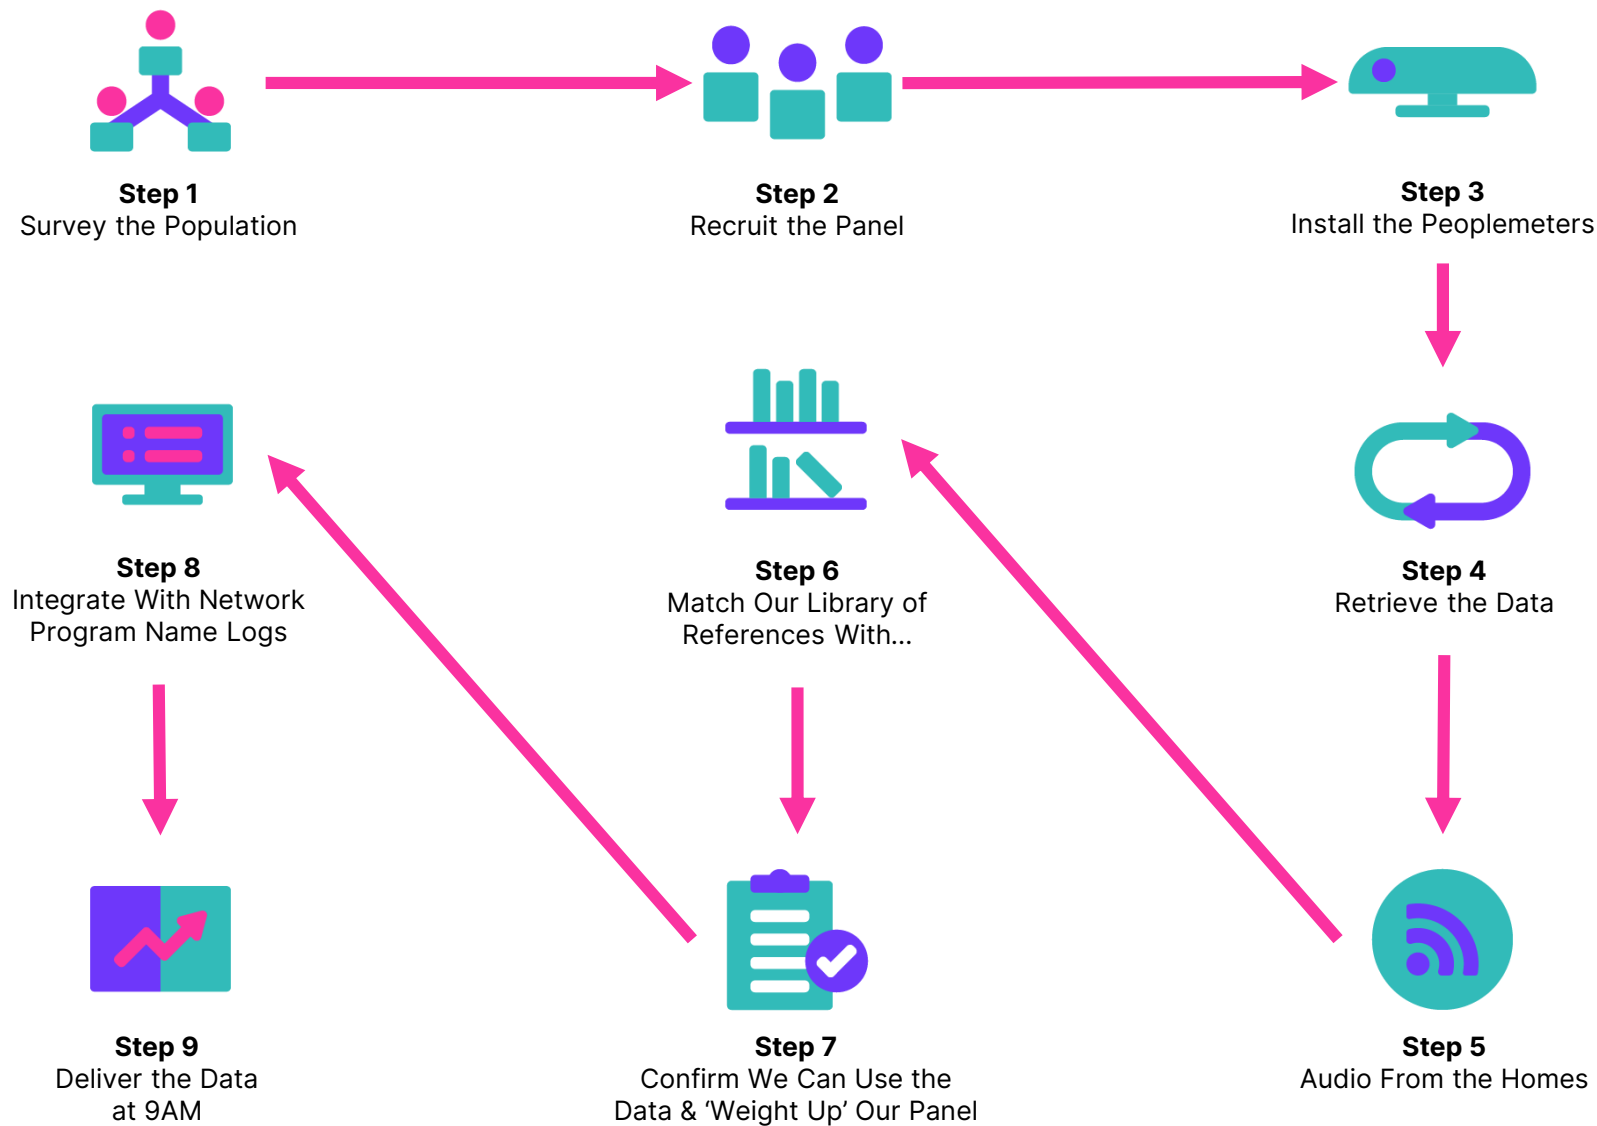 Step 1
Survey the Population
Step 2
Recruit the Panel
Step 3
Install the Peoplemeters
Step 4
Retrieve the Data
Step 5
Audio From the Homes
Step 6
Match Our Library of
References With...
Step 7
Confirm We Can Use the
Data & ‘Weight Up’ Our Panel
Step 8
Integrate With Network
Program Name Logs
Step 9
Deliver the Data
at 9AM